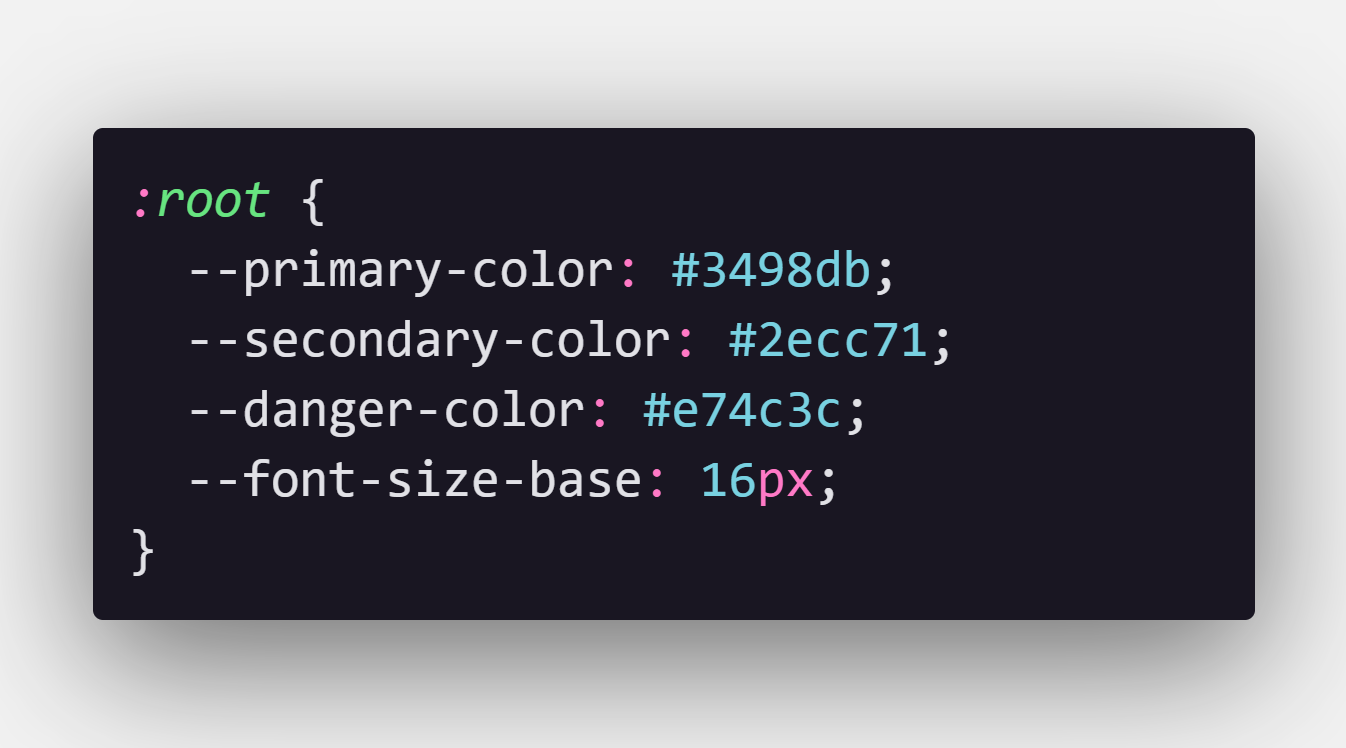 :root {
  --primary-color: #3498db;
  --secondary-color: #2ecc71;
  --danger-color: #e74c3c;
  --font-size-base: 16px;
}